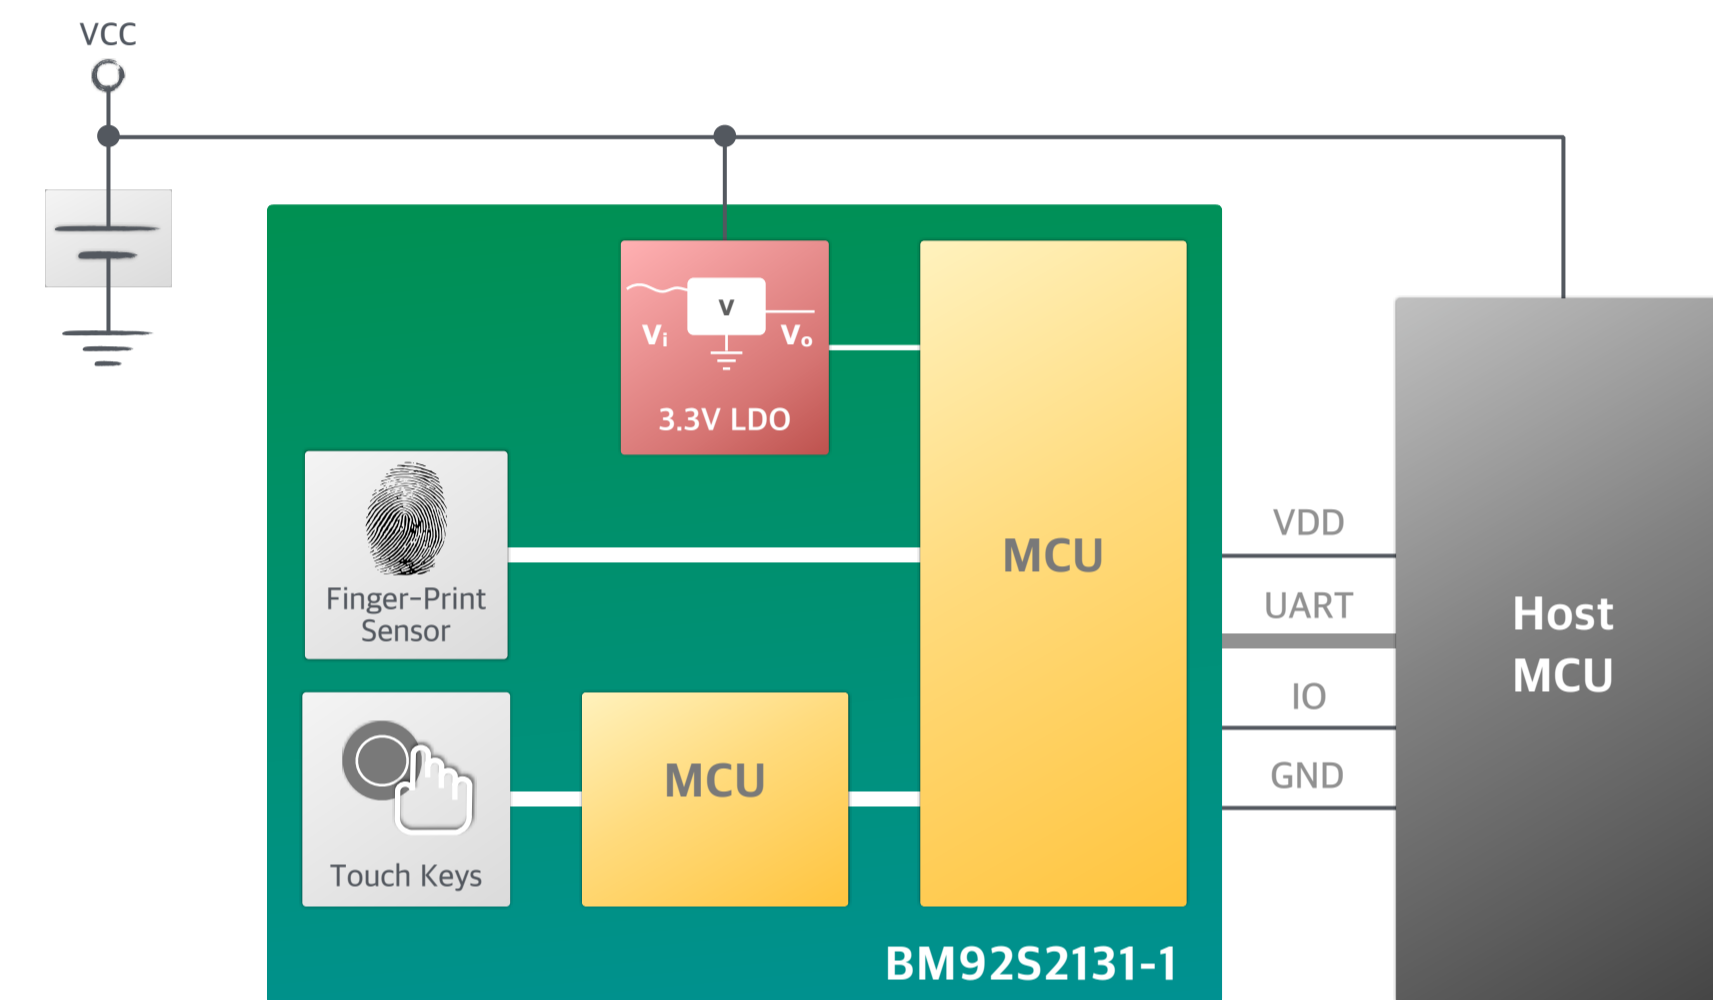 VCC
V
Vi
Vo
3.3V LDO
Finger-Print
Sensor
MCU
VDD
UART
IO
GND
Host
MCU
MCU
Touch Keys
BM92S2131-1